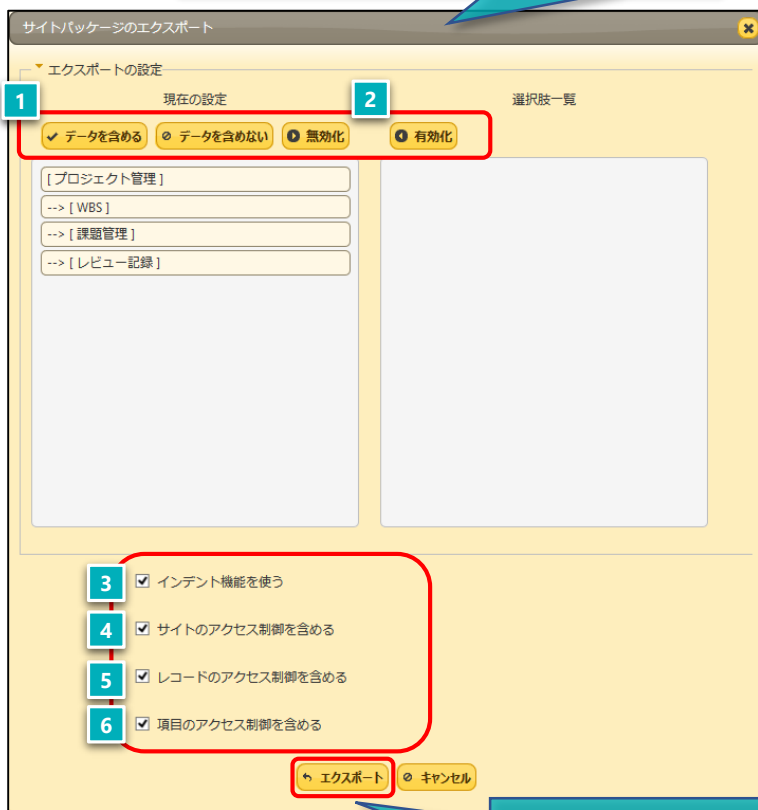 サイトパッケージのエクスポート
エクスポートの設定
1 現在の設定 2 選択肢一覧
データを含める データを含めない 無効化 有効化
[ プロジェクト管理 ]
--> [ WBS ]
--> [ 課題管理 ]
--> [ レビュー記録 ]
3 インデント機能を使う
4 サイトのアクセス制御を含める
5 レコードのアクセス制御を含める
6 項目のアクセス制御を含める
エクスポート キャンセル